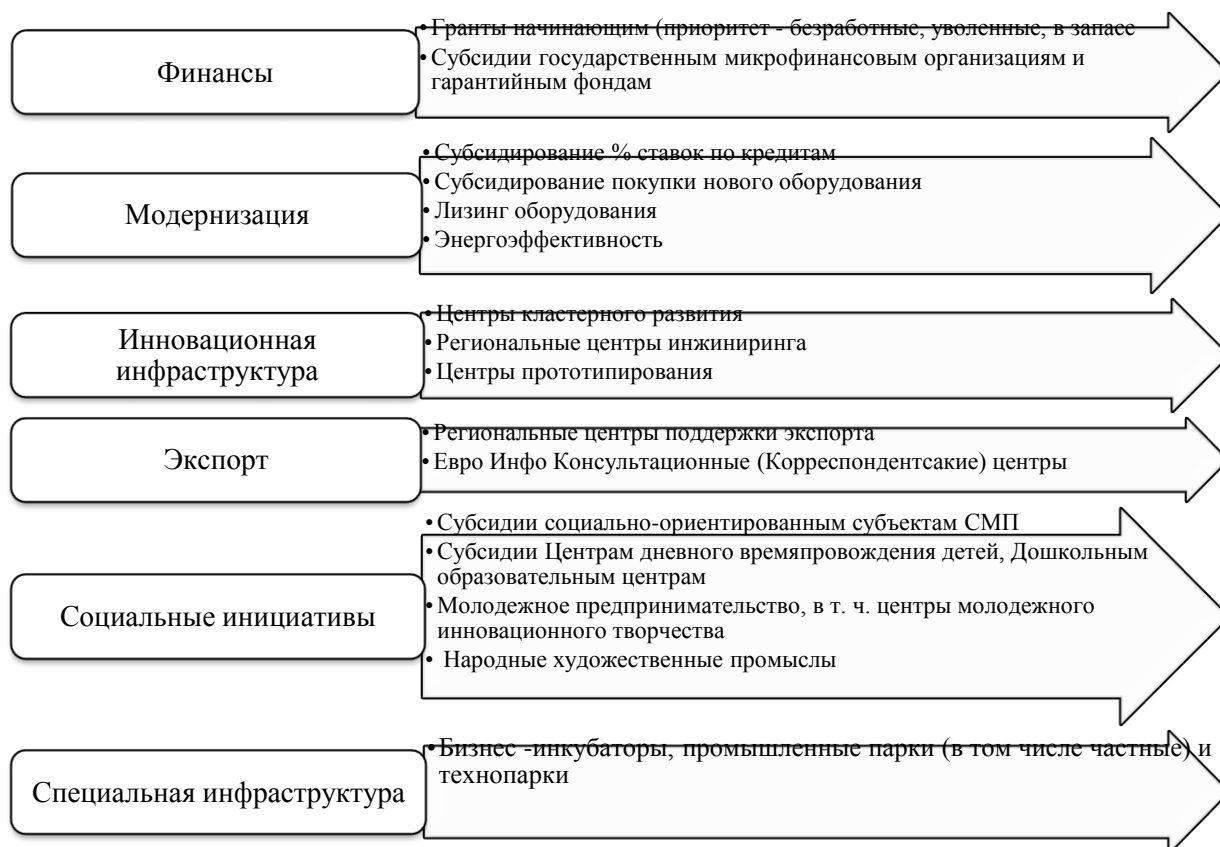 Финансы
• Гранты начинающим (приоритет - безработные, уволенные, в запасс
• Субсидии государственным микрофинансовым организациям и
гарантийным фондам
Модернизация
• Субсидирование % ставок по кредитам
• Субсидирование покупки нового оборудования
• Лизинг оборудования
• Энергоэффективность
Инновационная
инфраструктура
• Центры кластерного развития
• Региональные центры инжиниринга
• Центры прототипирования
Экспорт
• Региональные центры поддержки экспорта
• Евро Инфо Консультационные (Корреспондентсакие) центры
Социальные инициативы
• Субсидии социально-ориентированным субъектам СМП
• Субсидии Центрам дневного времяпровождения детей, Дошкольным
образовательным центрам
• Молодежное предпринимательство, в т. ч. центры молодежного
инновационного творчества
• Народные художественные промыслы
Специальная инфраструктура
• Бизнес -инкубаторы, промышленные парки (в том числе частные) и
технопарки